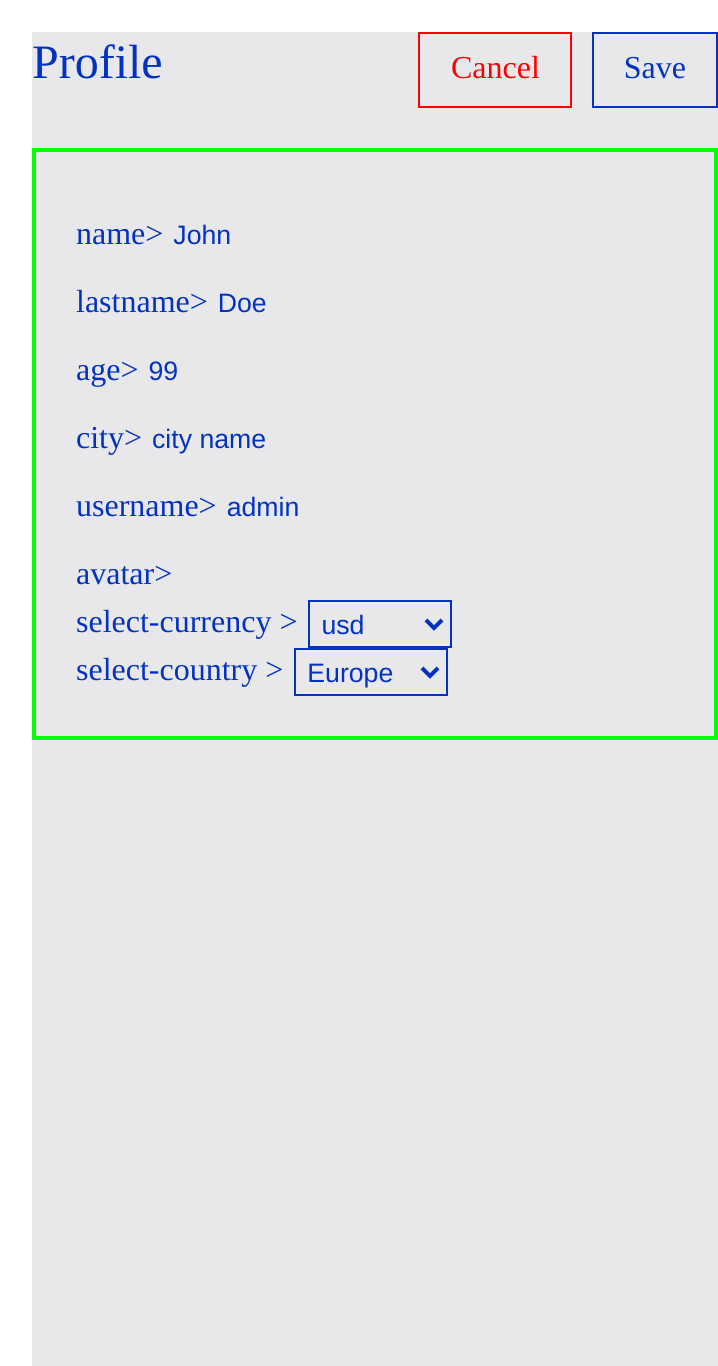 Profile Cancel Save
name> John
lastname> Doe
age> 99
city> city name
username> admin
avatar>
select-currency > usd
select-country > Europe